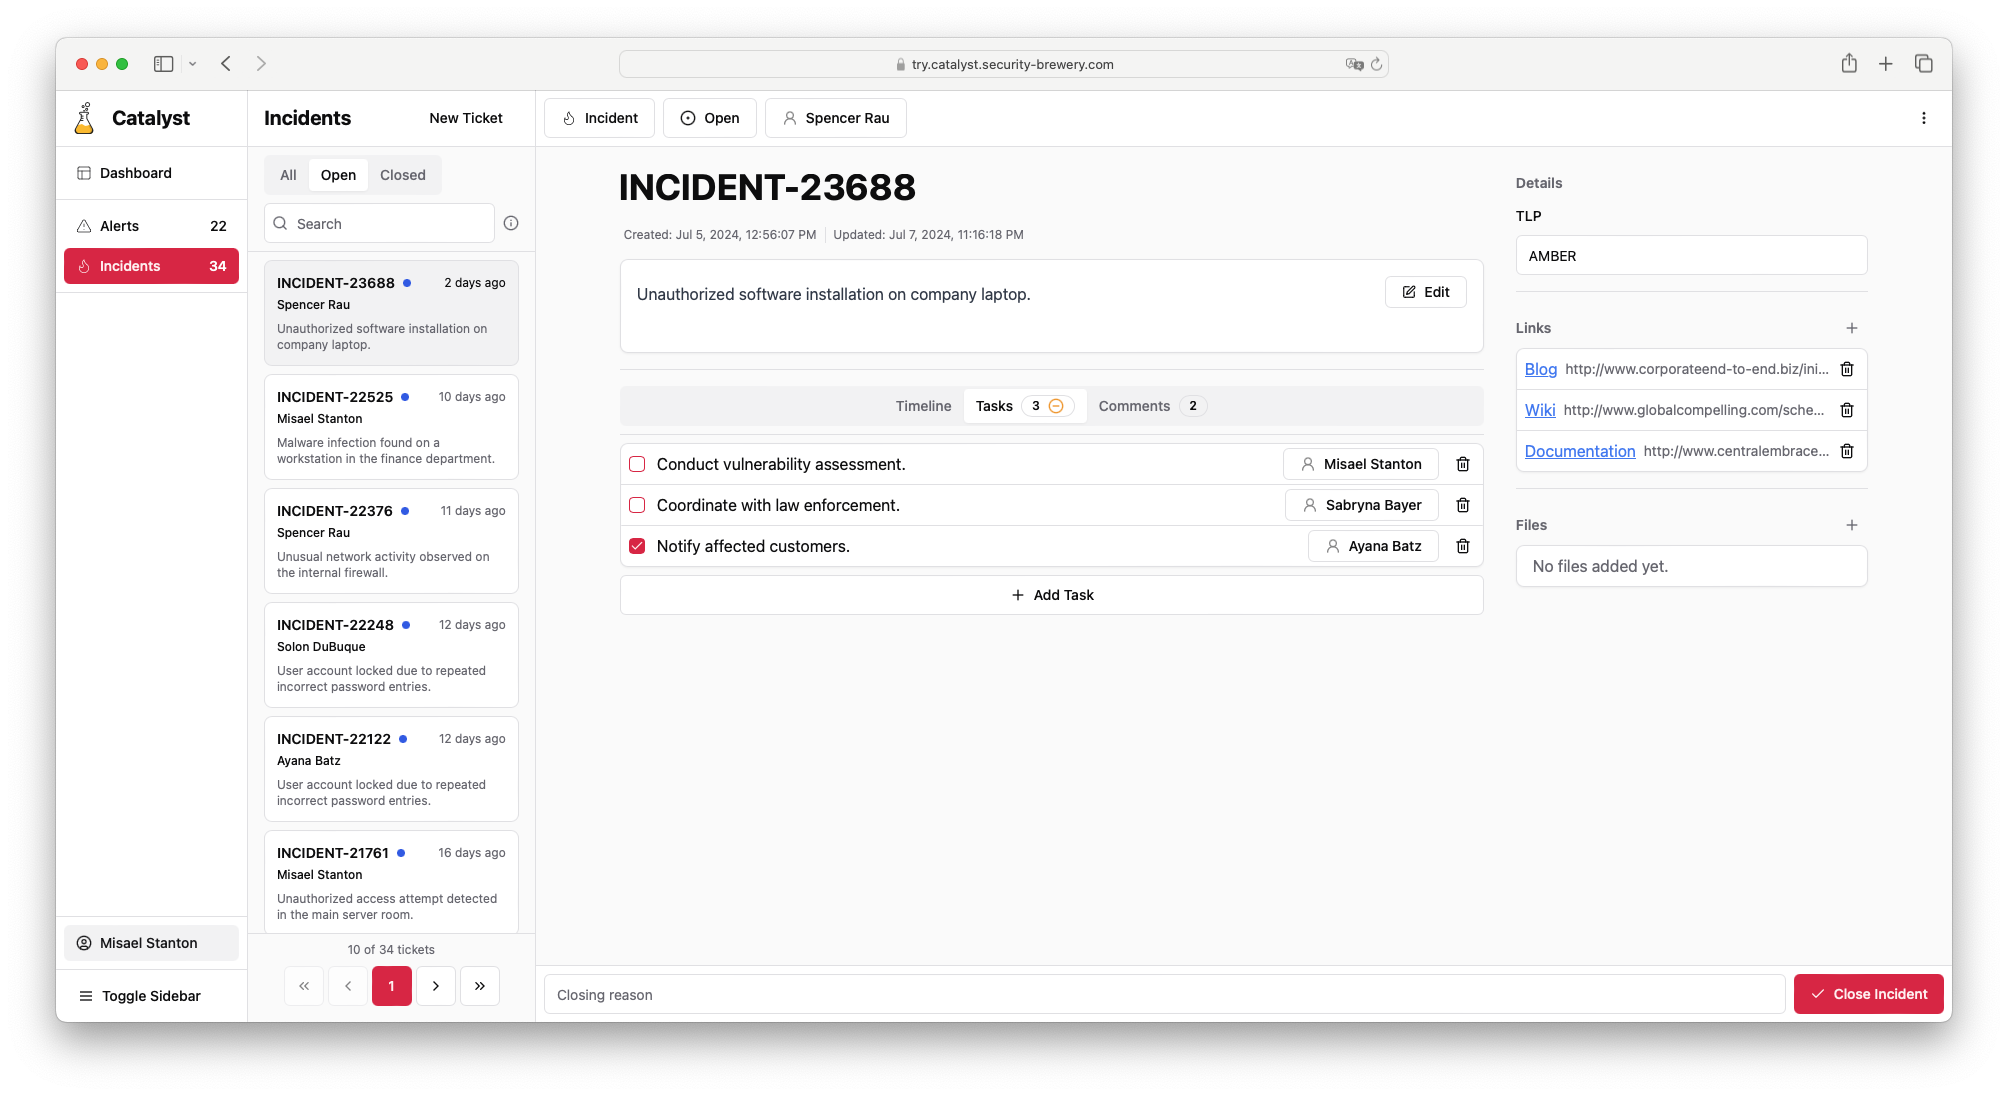 try.catalyst.security-brewery.com
Catalyst
Dashboard
Alerts 22
Incidents 34
Misael Stanton
Toggle Sidebar
Incidents New Ticket
All Open Closed
Search
INCIDENT-23688 2 days ago
Spencer Rau
Unauthorized software installation on
company laptop.
INCIDENT-22525 10 days ago
Misael Stanton
Malware infection found on a
workstation in the finance department.
INCIDENT-22376 11 days ago
Spencer Rau
Unusual network activity observed on
the internal firewall.
INCIDENT-22248 12 days ago
Solon DuBuque
User account locked due to repeated
incorrect password entries.
INCIDENT-22122 12 days ago
Ayana Batz
User account locked due to repeated
incorrect password entries.
INCIDENT-21761 16 days ago
Misael Stanton
Unauthorized access attempt detected
in the main server room.
10 of 34 tickets
1
Incident Open Spencer Rau
INCIDENT-23688
Created: Jul 5, 2024, 12:56:07 PM Updated: Jul 7, 2024, 11:16:18 PM
Unauthorized software installation on company laptop.
Edit
Timeline Tasks 3 Comments 2
Conduct vulnerability assessment. Misael Stanton
Coordinate with law enforcement. Sabryna Bayer
Notify affected customers. Ayana Batz
Add Task
Details
TLP
AMBER
Links
Blog http://www.corporateend-to-end.biz/ini...
Wiki http://www.globalcompelling.com/sche...
Documentation http://www.centralembrace...
Files
No files added yet.
Closing reason
Close Incident